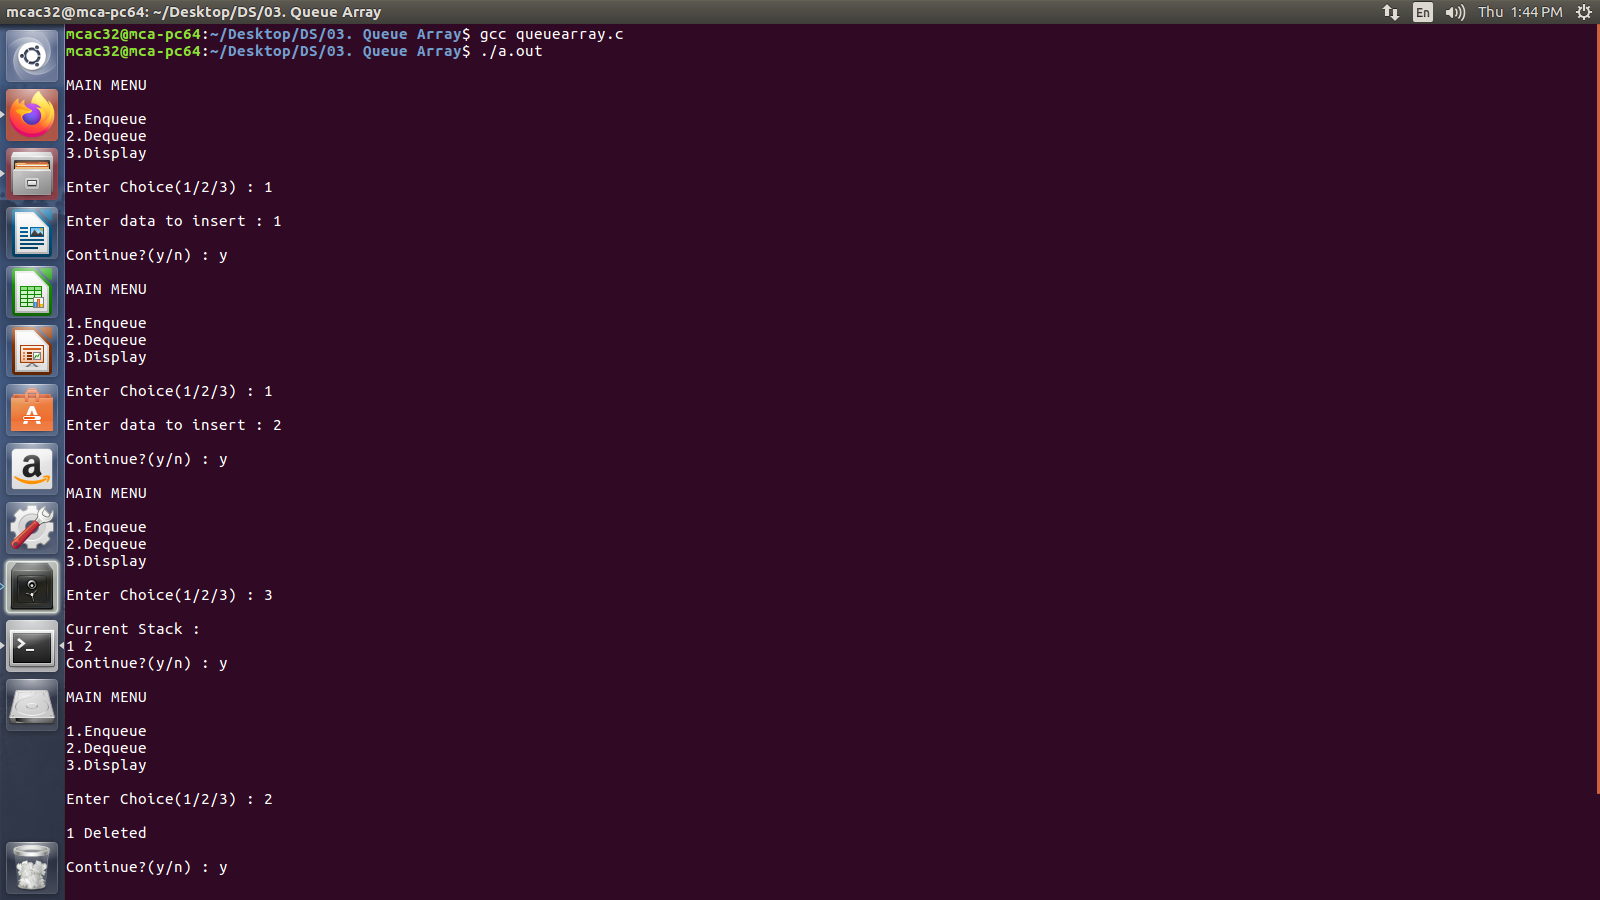 mcac32@mca-pc64: ~/Desktop/DS/03. Queue Array
En
Thu 1:44 PM
mcac32@mca-pc64:~/Desktop/DS/03. Queue Array$ gcc queuearray.c
mcac32@mca-pc64:~/Desktop/DS/03. Queue Array$ ./a.out
MAIN MENU
1.Enqueue
2.Dequeue
3.Display
Enter Choice(1/2/3) : 1
Enter data to insert : 1
Continue?(y/n) : y
MAIN MENU
1.Enqueue
2.Dequeue
3.Display
Enter Choice(1/2/3) : 1
Enter data to insert : 2
Continue?(y/n) : y
MAIN MENU
1.Enqueue
2.Dequeue
3.Display
Enter Choice(1/2/3) : 3
Current Stack :
1 2
Continue?(y/n) : y
MAIN MENU
1.Enqueue
2.Dequeue
3.Display
Enter Choice(1/2/3) : 2
1 Deleted
Continue?(y/n) : y